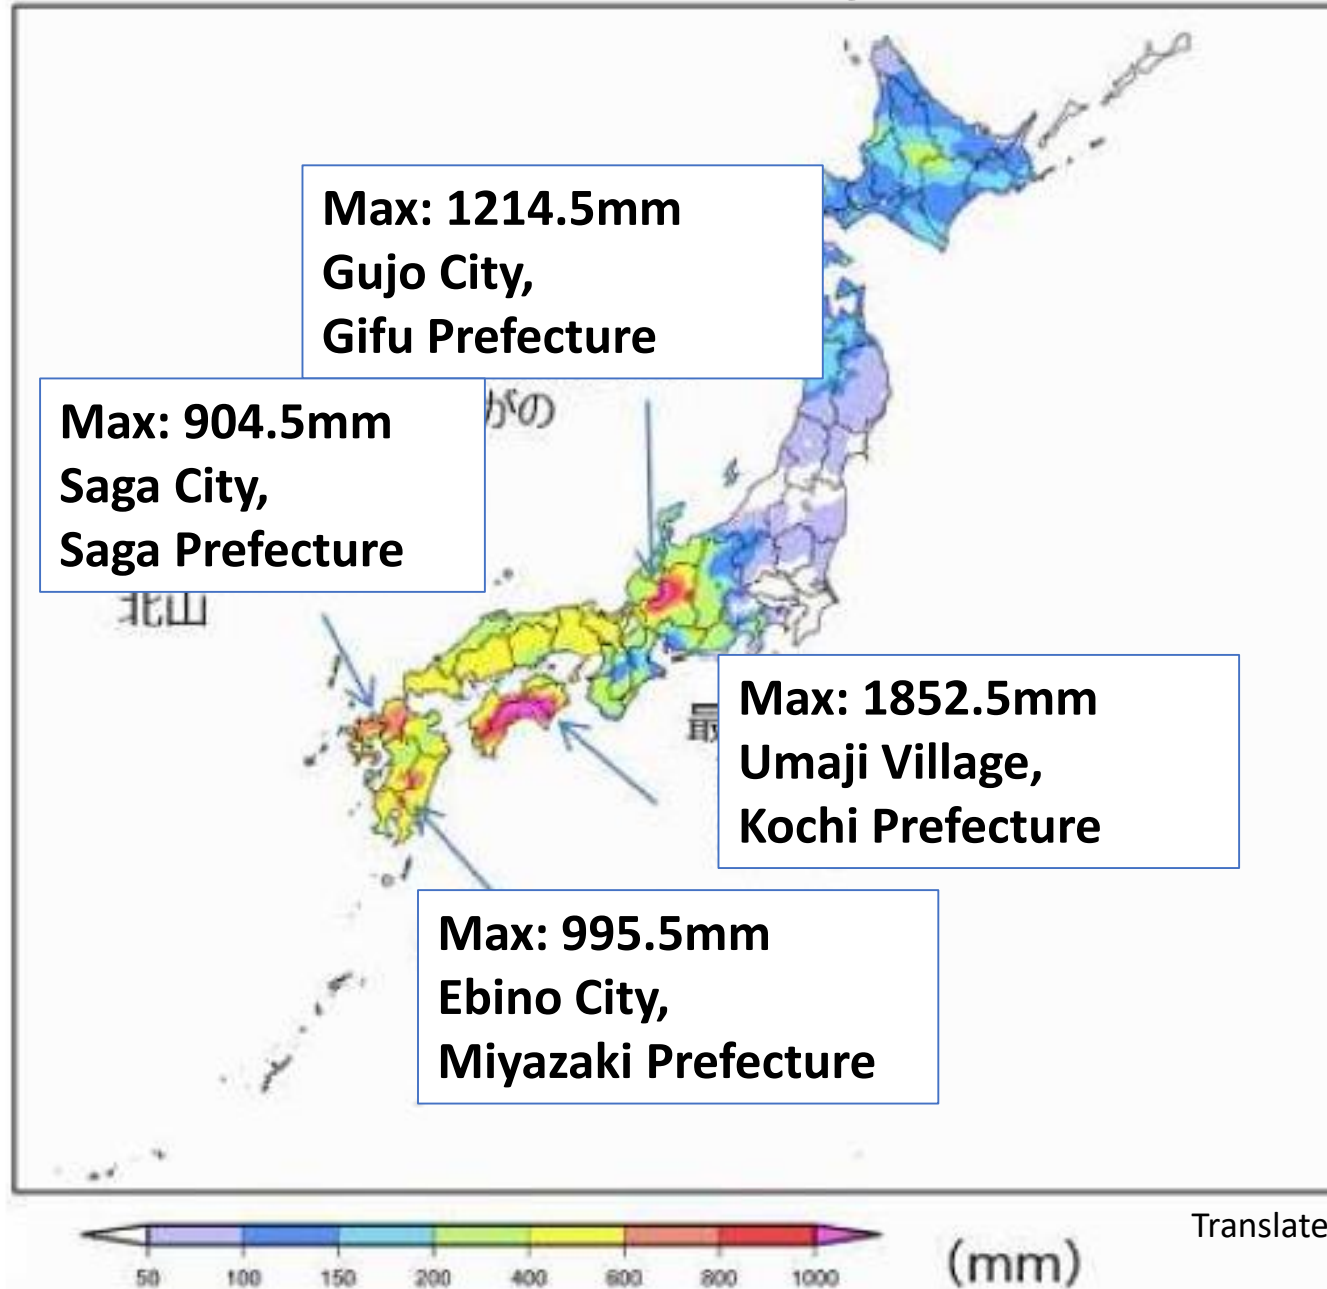 Max: 1214.5mm
Gujo City,
Gifu Prefecture
Max: 904.5mm
Saga City,
Saga Prefecture
がの
北山
Max: 1852.5mm
Umaji Village,
Kochi Prefecture
最
Max: 995.5mm
Ebino City,
Miyazaki Prefecture
Translate
50 100 150 200 400 600 800 1000
(mm)